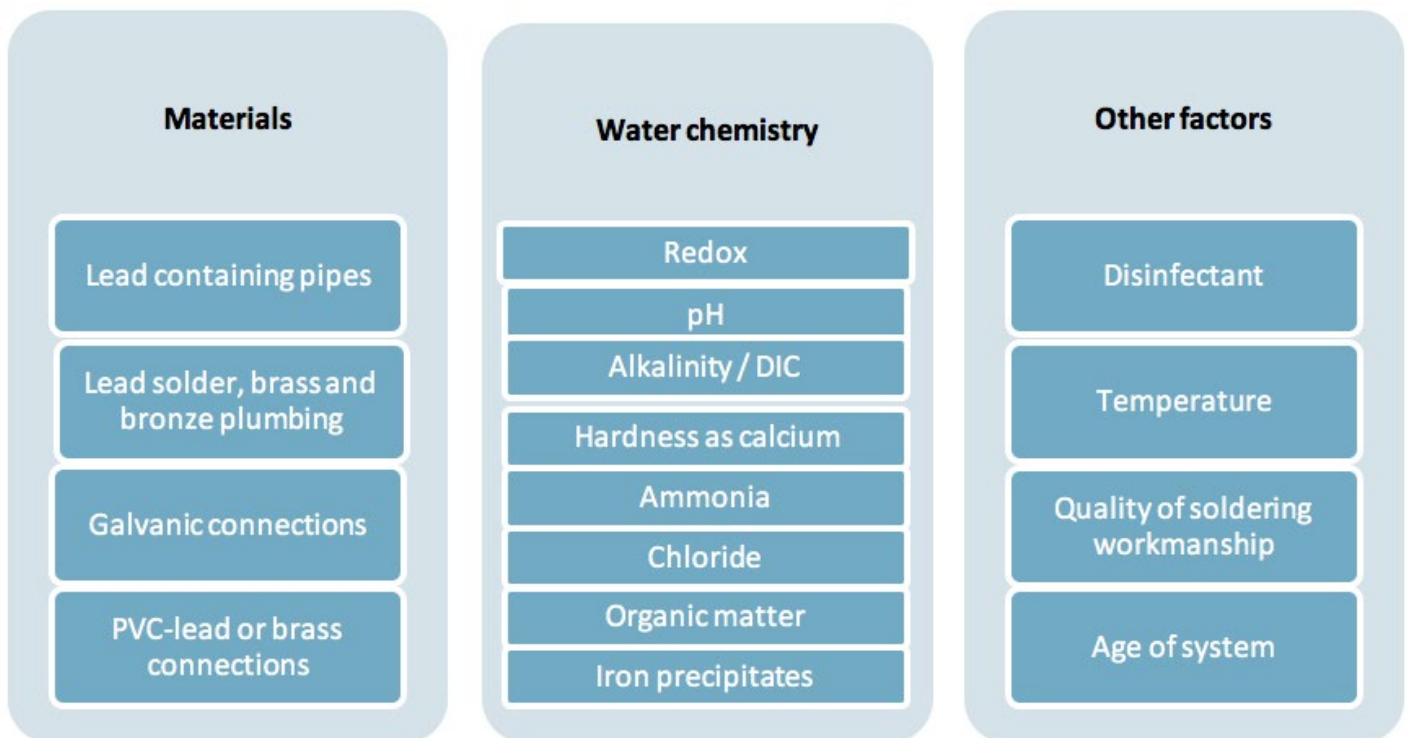 Materials
Lead containing pipes
Lead solder, brass and
bronze plumbing
Galvanic connections
PVC-lead or brass
connections
Water chemistry
Redox
pH
Alkalinity / DIC
Hardness as calcium
Ammonia
Chloride
Organic matter
Iron precipitates
Other factors
Disinfectant
Temperature
Quality of soldering
workmanship
Age of system